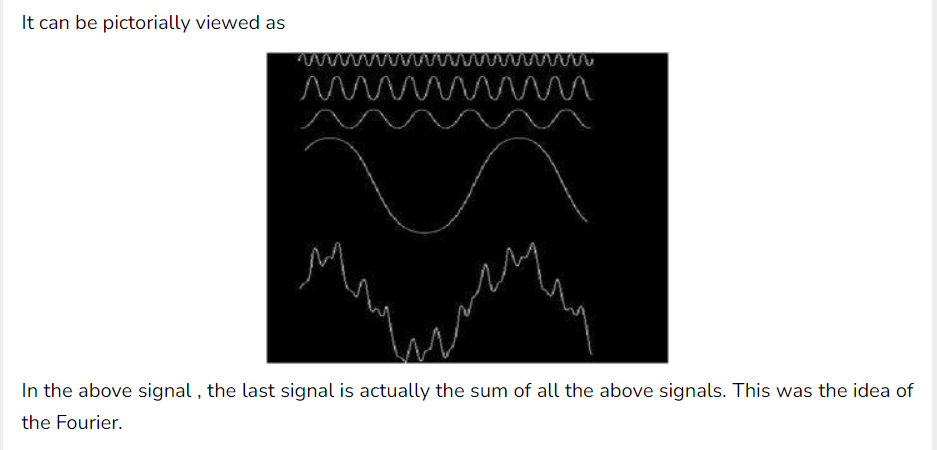 It can be pictorially viewed as
In the above signal , the last signal is actually the sum of all the above signals. This was the idea of
the Fourier.